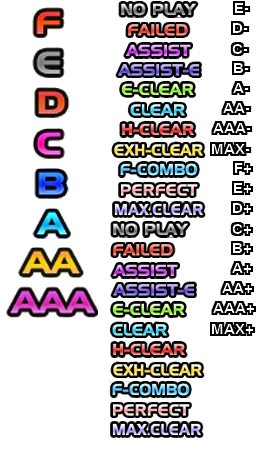 F
E
D
C
B
A
AA
AAA
NO PLAY
FAILED
ASSIST
ASSIST-E
E-CLEAR
CLEAR
H-CLEAR
EXH-CLEAR
F-COMBO
PERFECT
MAX.CLEAR
NO PLAY
FAILED
ASSIST
ASSIST-E
E-CLEAR
CLEAR
H-CLEAR
EXH-CLEAR
F-COMBO
PERFECT
MAX.CLEAR
E-
D-
C-
B-
A-
AA-
AAA-
MAX-
F+
E+
D+
C+
B+
A+
AA+
AAA+
MAX+